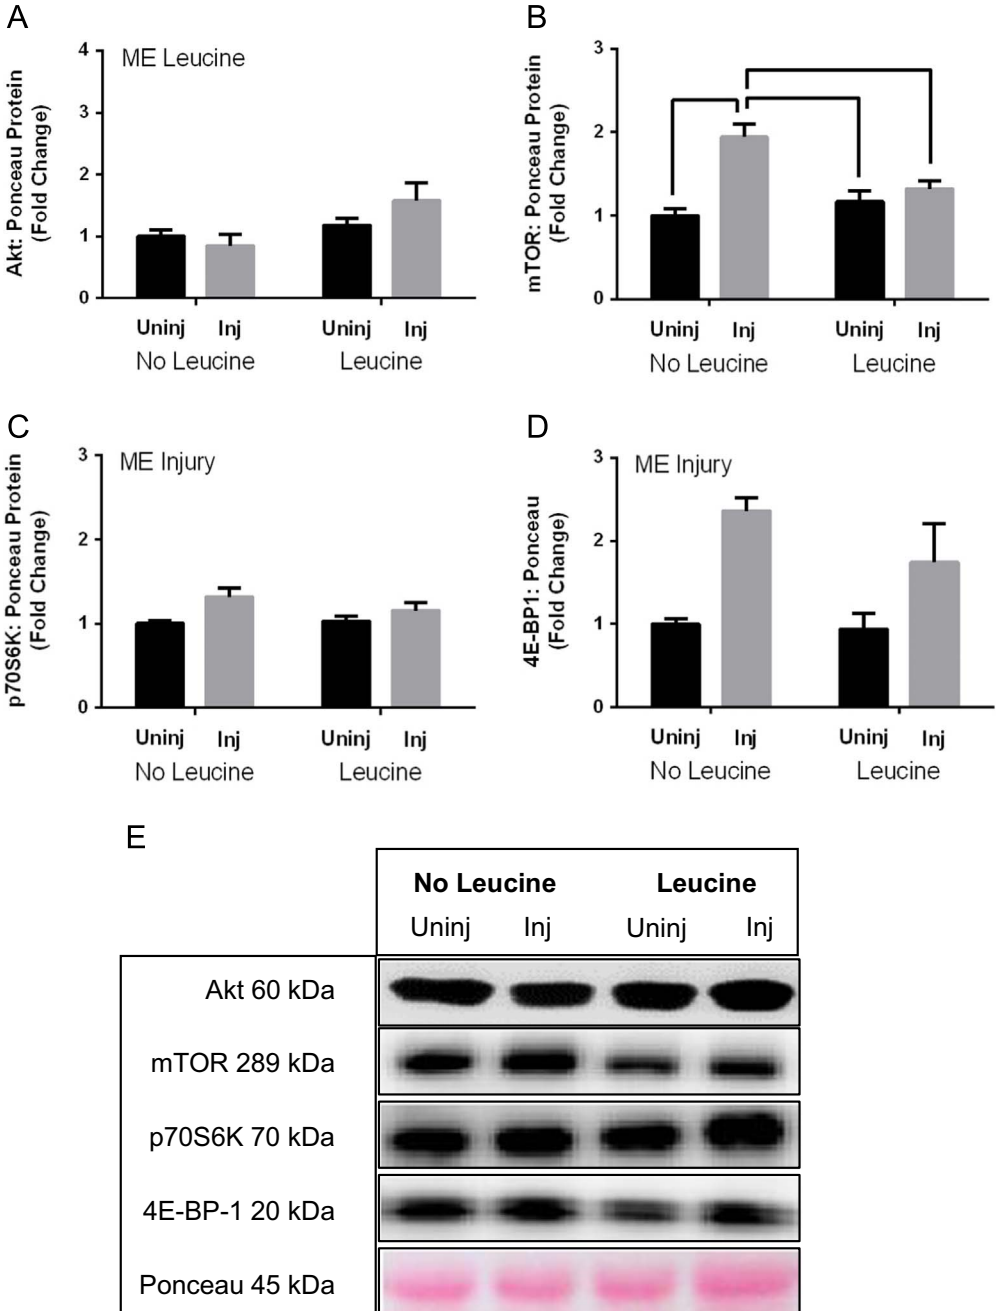 A
ME Leucine
Akt: Ponceau Protein
(Fold Change)
4
3
2
1
0
Uninj Inj Uninj Inj
No Leucine Leucine
B
mTOR: Ponceau Protein
(Fold Change)
3
2
1
0
Uninj Inj Uninj Inj
No Leucine Leucine
C
ME Injury
p70S6K: Ponceau Protein
(Fold Change)
3
2
1
0
Uninj Inj Uninj Inj
No Leucine Leucine
D
ME Injury
4E-BP1: Ponceau
(Fold Change)
3
2
1
0
Uninj Inj Uninj Inj
No Leucine Leucine
E
No Leucine Leucine
Uninj Inj Uninj Inj
Akt 60 kDa
mTOR 289 kDa
p70S6K 70 kDa
4E-BP-1 20 kDa
Ponceau 45 kDa